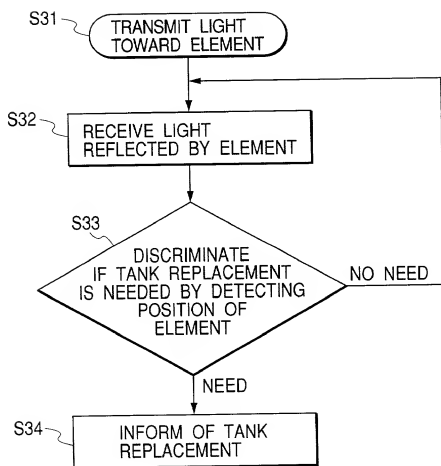 S31
TRANSMIT LIGHT
TOWARD ELEMENT
S32
RECEIVE LIGHT
REFLECTED BY ELEMENT
S33
DISCRIMINATE
IF TANK REPLACEMENT
IS NEEDED BY DETECTING
POSITION OF
ELEMENT
NO NEED
NEED
S34
INFORM OF TANK
REPLACEMENT